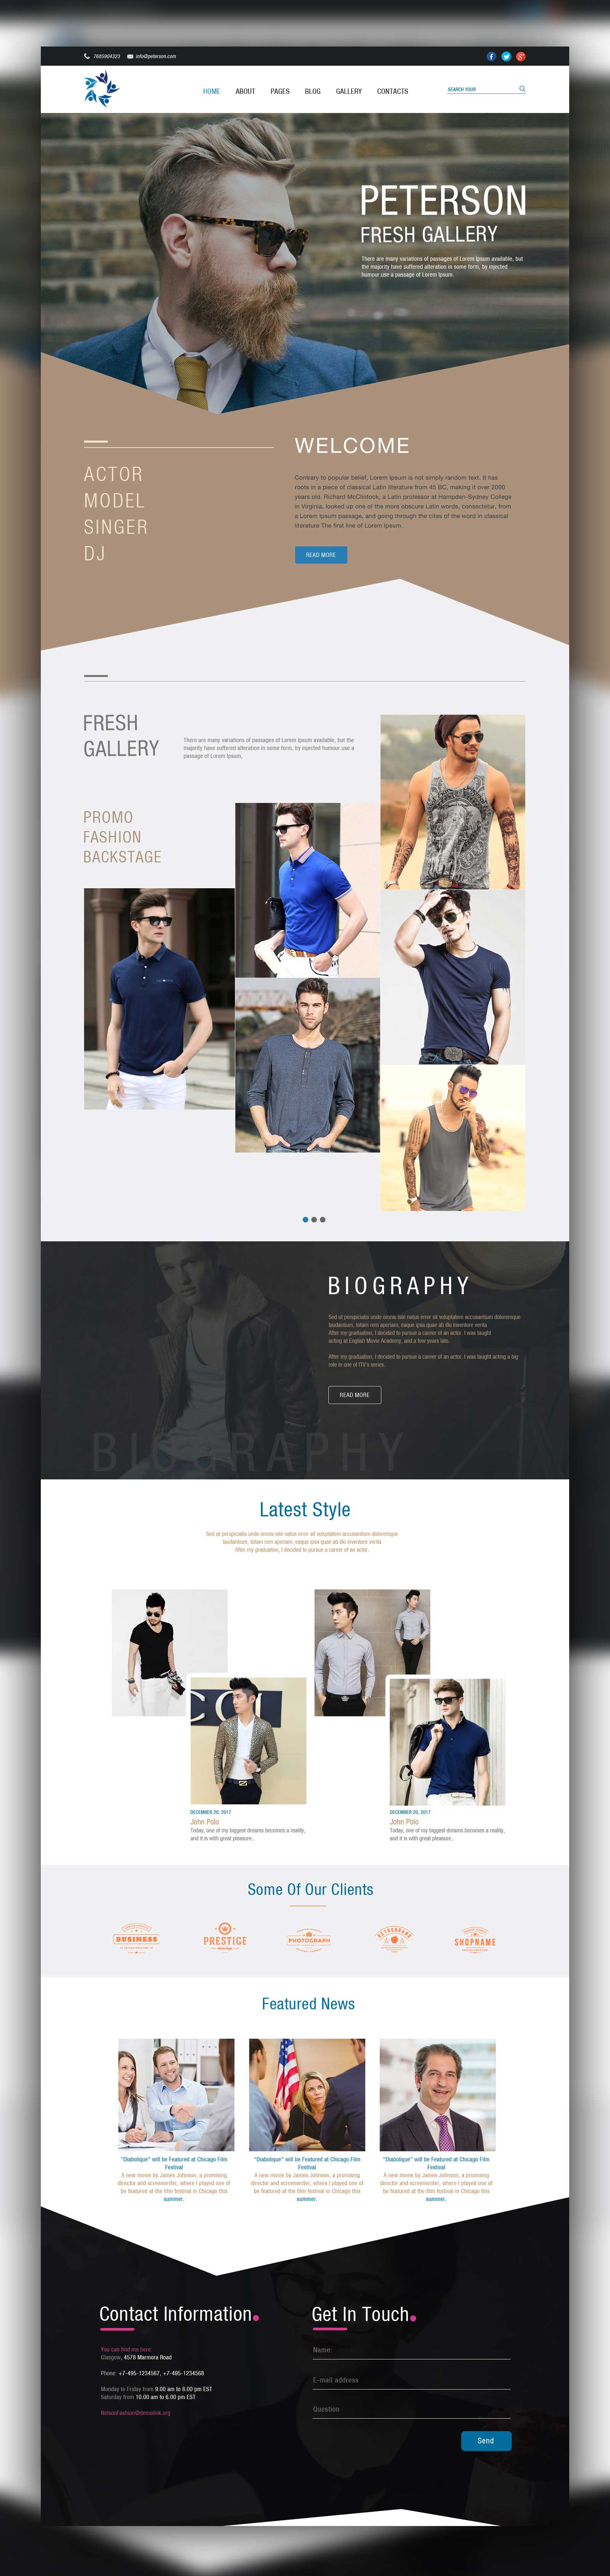 7685904323 info@peterson.com
HOME ABOUT PAGES BLOG GALLERY CONTACTS SEARCH YOUR
PETERSON
FRESH GALLERY
There are many variations of passages of Lorem Ipsum available, but
the majority have suffered alteration in some form, by injected
humour.use a passage of Lorem Ipsum.
ACTOR
MODEL
SINGER
DJ
WELCOME
Contrary to popular belief, Lorem Ipsum is not simply random text. It has
roots in a piece of classical Latin literature from 45 BC, making it over 2000
years old. Richard McClintock, a Latin professor at Hampden-Sydney College
in Virginia, looked up one of the more obscure Latin words, consectetur, from
a Lorem Ipsum passage, and going through the cites of the word in classical
literature The first line of Lorem Ipsum.
READ MORE
FRESH
GALLERY
There are many variations of passages of Lorem Ipsum available, but the
majority have suffered alteration in some form, by injected humour.use a
passage of Lorem Ipsum,
PROMO
FASHION
BACKSTAGE
BIOGRAPHY
Sed ut perspiciatis unde omnis iste natus error sit voluptatem accusantium doloremque
laudantium, totam rem aperiam, eaque ipsa quae ab illo inventore verita
After my graduation, I decided to pursue a career of an actor. I was taught
acting at English Movie Academy, and a few years late.
After my graduation, I decided to pursue a career of an actor. I was taught acting a big
role in one of ITV's series.
READ MORE
BIOGRAPHY
Latest Style
Sed ut perspiciatis unde omnis iste natus error sit voluptatem accusantium doloremque
laudantium, totam rem aperiam, eaque ipsa quae ab illo inventore verita
After my graduation, I decided to pursue a career of an actor.
DECEMBER 20, 2017
John Polo
Today, one of my biggest dreams becomes a reality,
and it is with great pleasure..
DECEMBER 20, 2017
John Polo
Today, one of my biggest dreams becomes a reality,
and it is with great pleasure..
Some Of Our Clients
BUSINESS
PRESTIGE
PHOTOGRAPH
RETROBRAND
SHOPNAME
Featured News
"Diabolique" will be Featured at Chicago Film
Festival
A new movie by James Johnson, a promising
director and screenwriter, where I played one of
be featured at the film festival in Chicago this
summer.
"Diabolique" will be Featured at Chicago Film
Festival
A new movie by James Johnson, a promising
director and screenwriter, where I played one of
be featured at the film festival in Chicago this
summer.
"Diabolique" will be Featured at Chicago Film
Festival
A new movie by James Johnson, a promising
director and screenwriter, where I played one of
be featured at the film festival in Chicago this
summer.
Contact Information
You can find me here:
Glasgow, 4578 Marmora Road
Phone: +7-495-1234567, +7-495-1234568
Monday to Friday from 9.00 am to 8.00 pm EST
Saturday from 10.00 am to 6.00 pm EST
NelsonFashion@demolink.org
Get In Touch
Name:
E-mail address
Question
Send